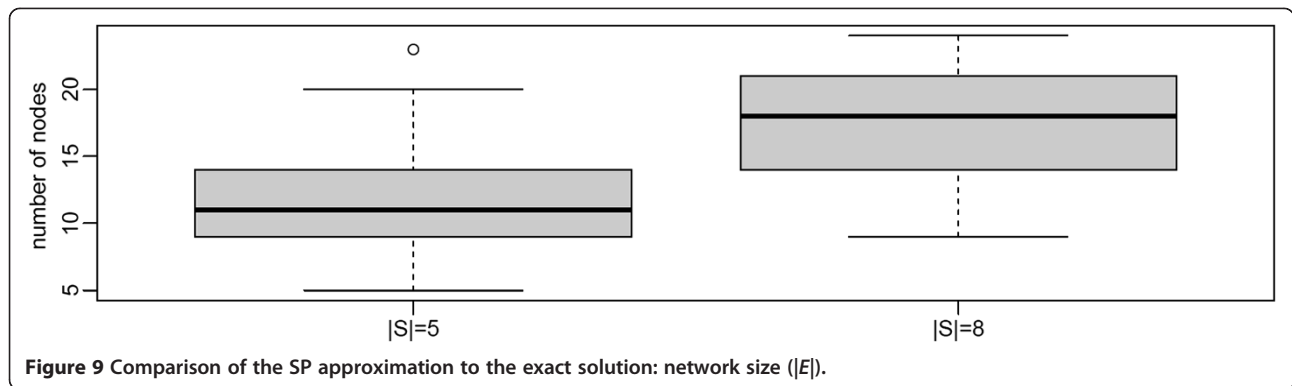 number of nodes
20
15
10
5
|S|=5 |S|=8
Figure 9 Comparison of the SP approximation to the exact solution: network size (|E|).